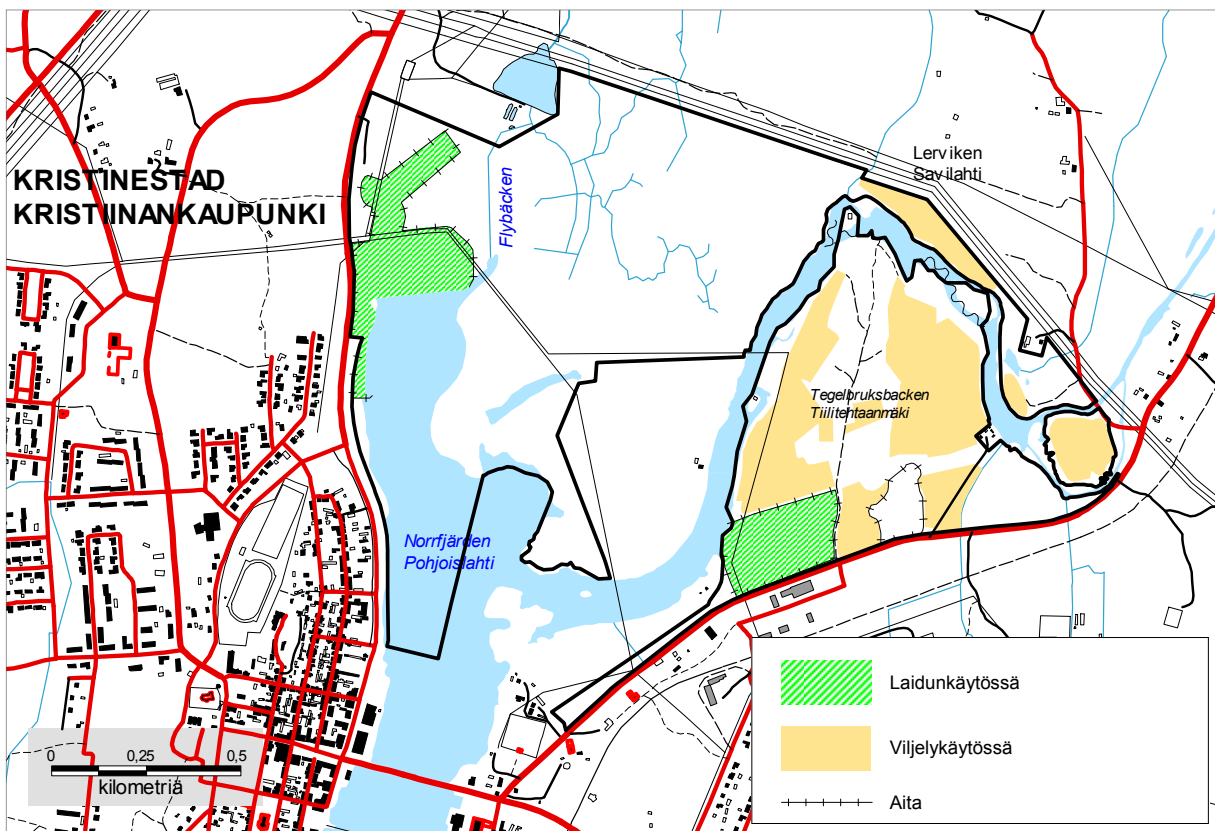 KRISTINESTAD
KRISTIINANKAUPUNKI
Flybäcken
Lerviken
Savilahti
Tegelbruksbacken
Tiilitehtaanmäki
Norrfjärden
Pohjoislahti
0 0,25 0,5
kilometriä
Laidunkäytössä
Viljelykäytössä
Aita